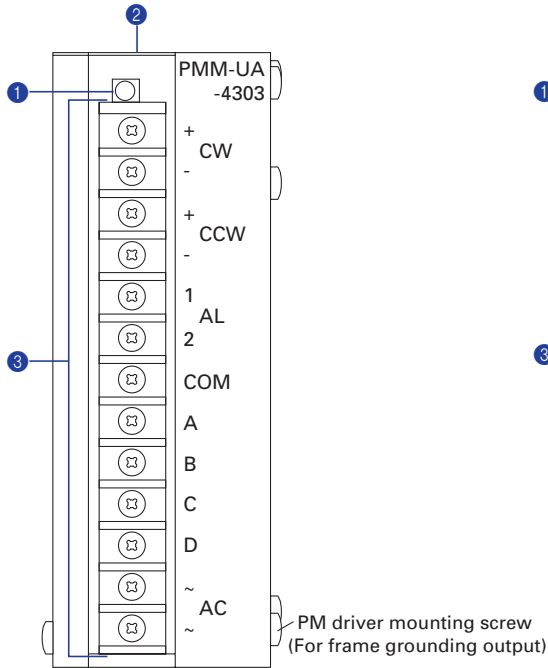 2
1
PMM-UA
-4303
1
+
CW
-
+
CCW
-
1
AL
2
3
3
COM
A
B
C
D
~
AC
~
PM driver mounting screw
(For frame grounding output)